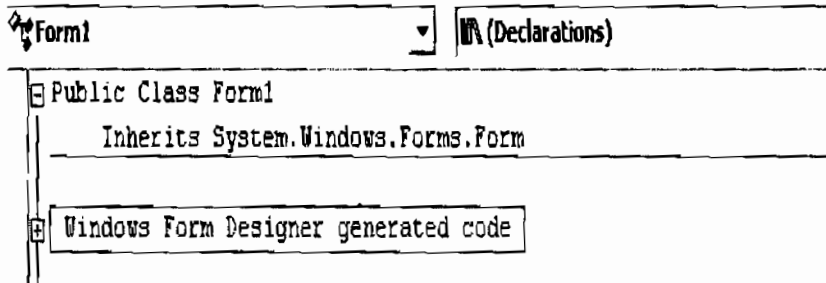 Form1 (Declarations)
Public Class Form1
Inherits System.Windows.Forms.Form
Windows Form Designer generated code